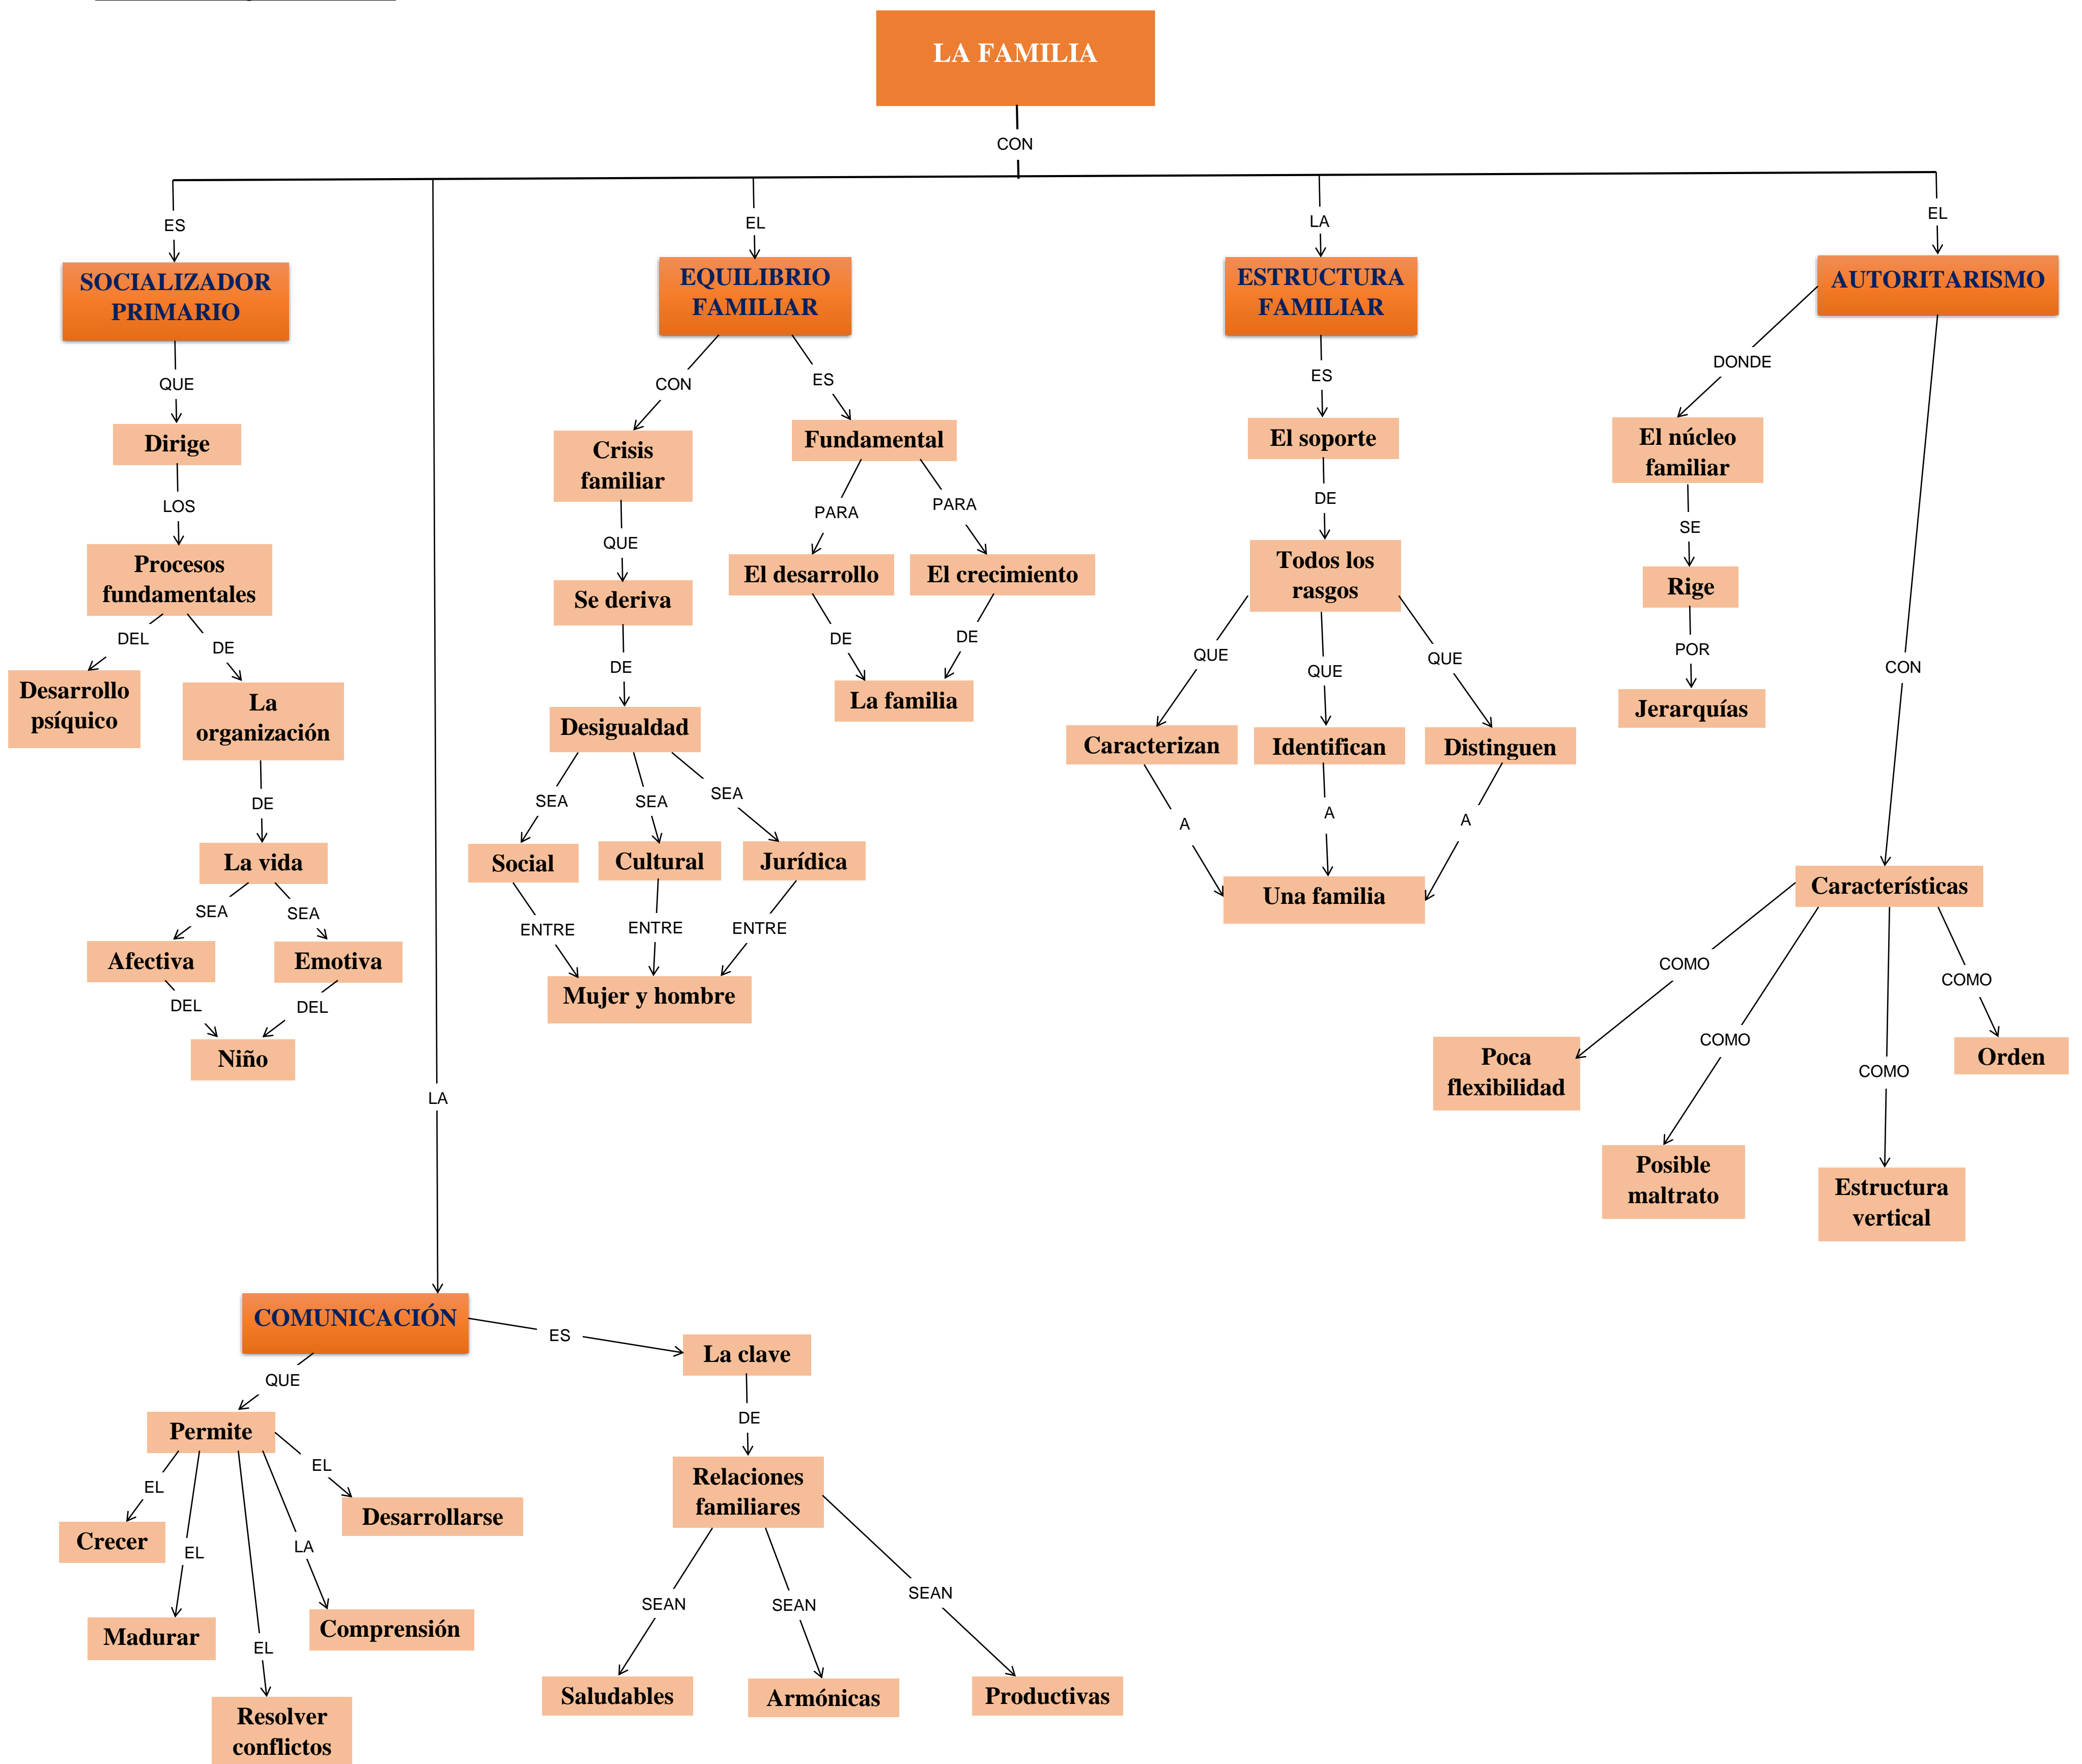 LA FAMILIA
CON
ES
EL
LA
EL
SOCIALIZADOR
PRIMARIO
EQUILIBRIO
FAMILIAR
ESTRUCTURA
FAMILIAR
AUTORITARISMO
QUE
Dirige
LOS
Procesos
fundamentales
DEL
DE
Desarrollo
psíquico
La
organización
DE
La vida
SEA
SEA
Afectiva
Emotiva
DEL
DEL
Niño
CON
ES
Crisis
familiar
Fundamental
QUE
PARA
PARA
Se deriva
El desarrollo
El crecimiento
DE
DE
DE
La familia
Desigualdad
SEA
SEA
SEA
Social
Cultural
Jurídica
ENTRE
ENTRE
ENTRE
Mujer y hombre
ES
El soporte
DE
Todos los
rasgos
QUE
QUE
QUE
Caracterizan
Identifican
Distinguen
A
A
A
Una familia
DONDE
El núcleo
familiar
SE
Rige
POR
Jerarquías
CON
Características
COMO
COMO
COMO
COMO
Poca
flexibilidad
Posible
maltrato
Estructura
vertical
Orden
LA
COMUNICACIÓN
QUE
ES
Permite
La clave
EL
EL
EL
LA
EL
Crecer
Madurar
Resolver
conflictos
Comprensión
Desarrollarse
DE
Relaciones
familiares
SEAN
SEAN
SEAN
Saludables
Armónicas
Productivas